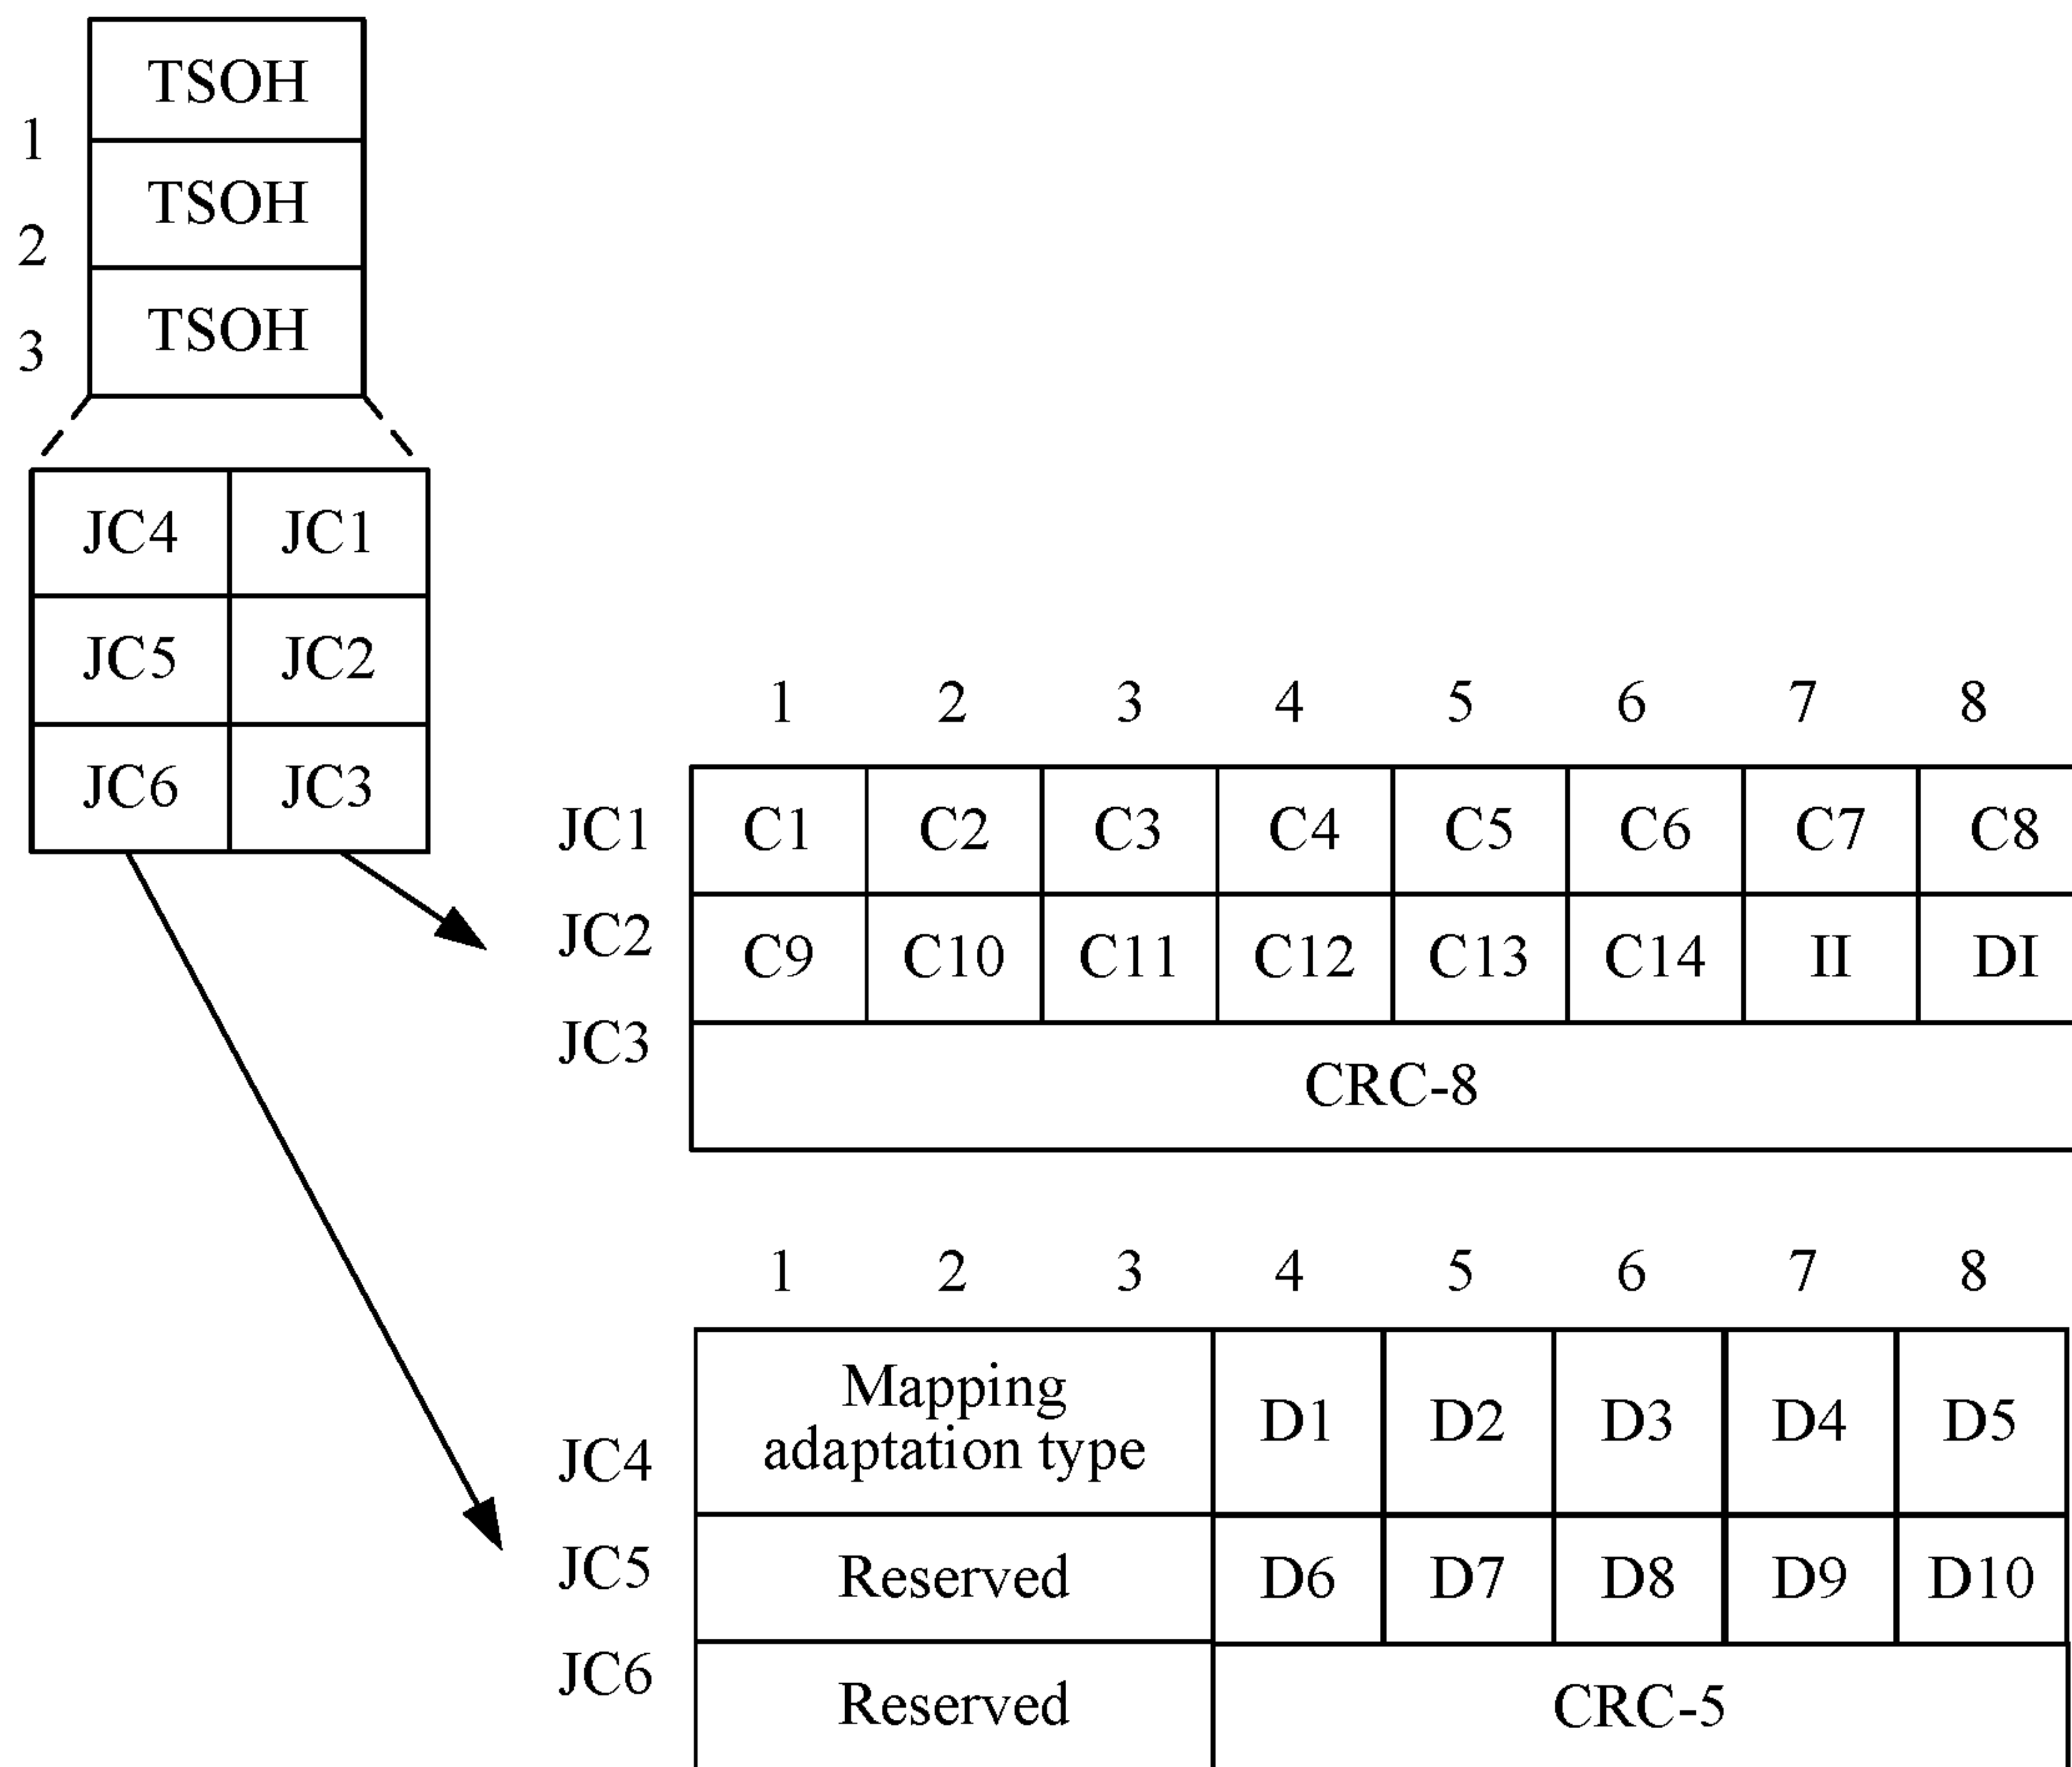 TSOH
1
TSOH
2
TSOH
3
JC4 JC1
JC5 JC2
JC6 JC3
1 2 3 4 5 6 7 8
JC1 C1 C2 C3 C4 C5 C6 C7 C8
JC2 C9 C10 C11 C12 C13 C14 II DI
JC3 CRC-8
1 2 3 4 5 6 7 8
Mapping
adaptation type D1 D2 D3 D4 D5
JC4
JC5 Reserved D6 D7 D8 D9 D10
JC6 Reserved CRC-5